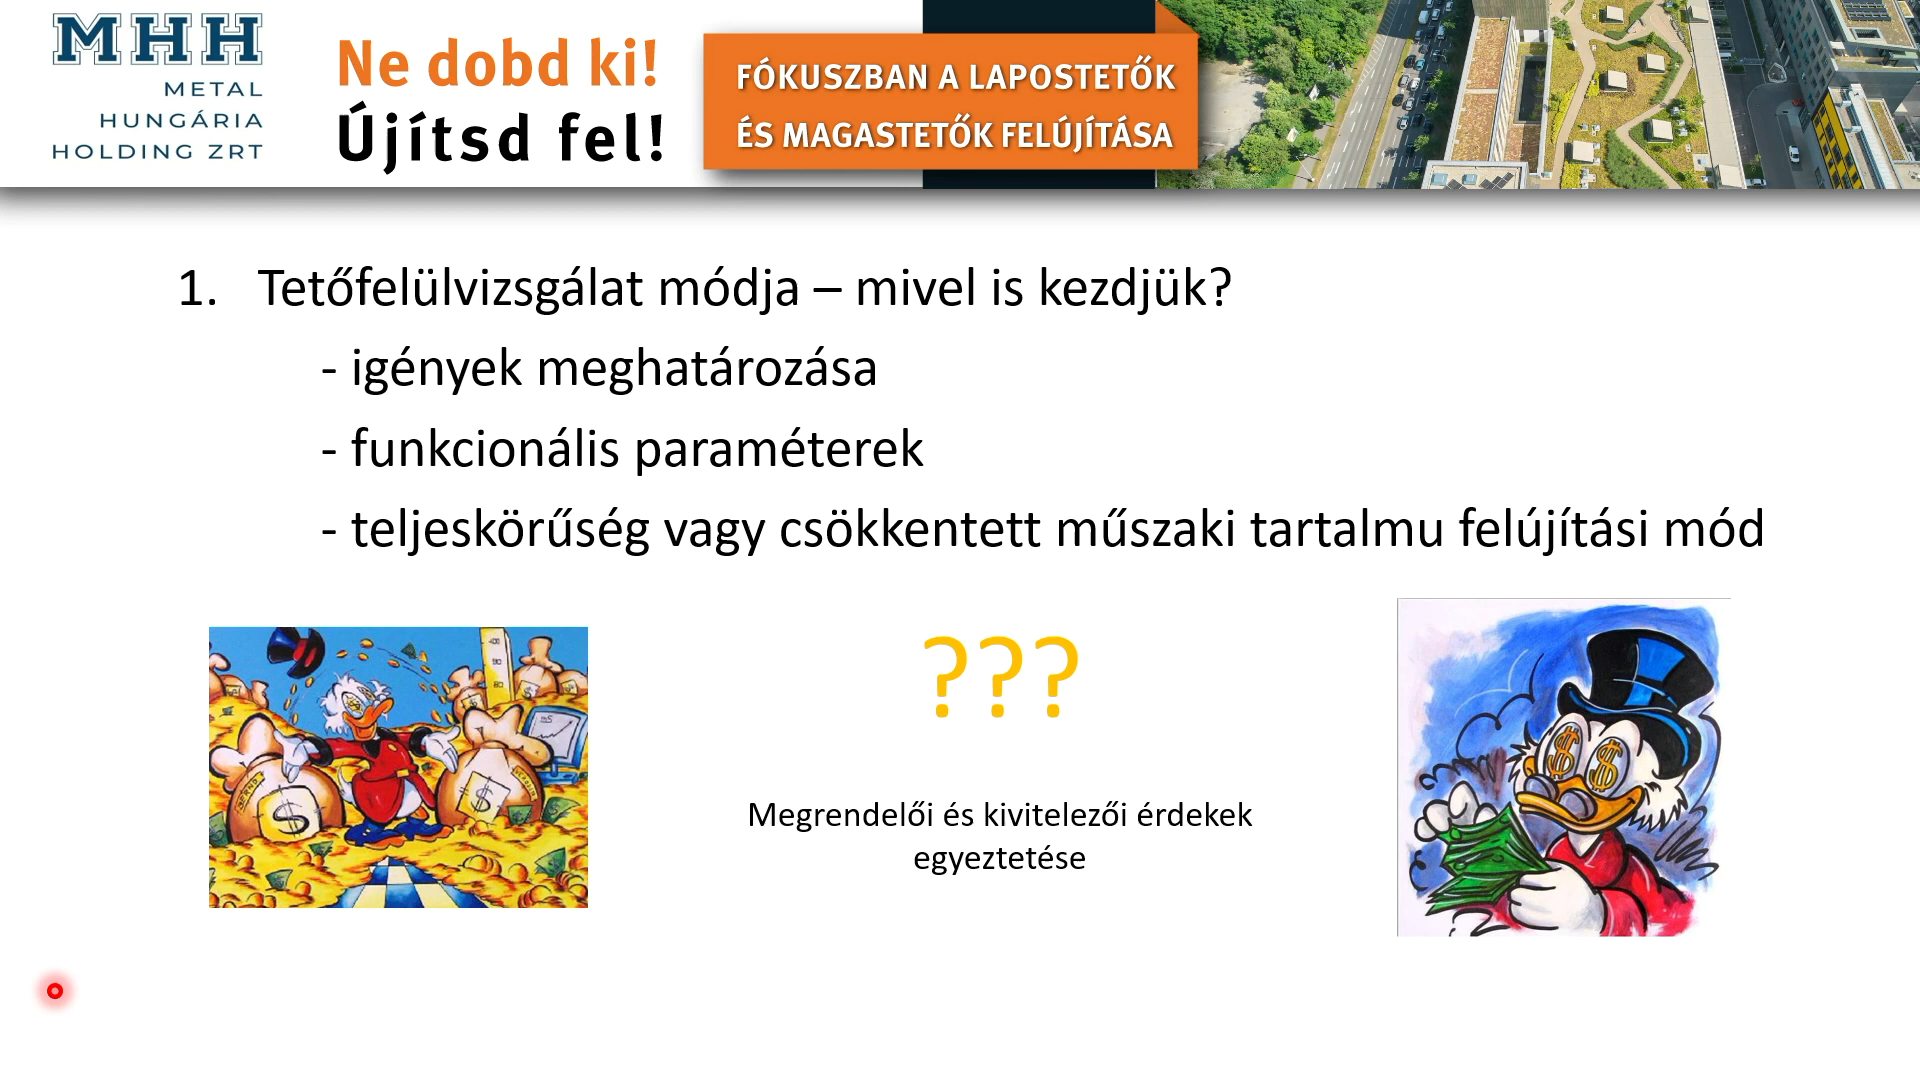 MHH
METAL
HUNGÁRIA
HOLDING ZRT
Ne dobd ki!
Újítsd fel!
FÓKUSZBAN A LAPOSTETŐK
ÉS MAGASTETŐK FELÚJÍTÁSA
1. Tetőfelülvizsgálat módja – mivel is kezdjük?
- igények meghatározása
- funkcionális paraméterek
- teljeskörűség vagy csökkentett műszaki tartalmu felújítási mód
???
Megrendelői és kivitelezői érdekek
egyeztetése